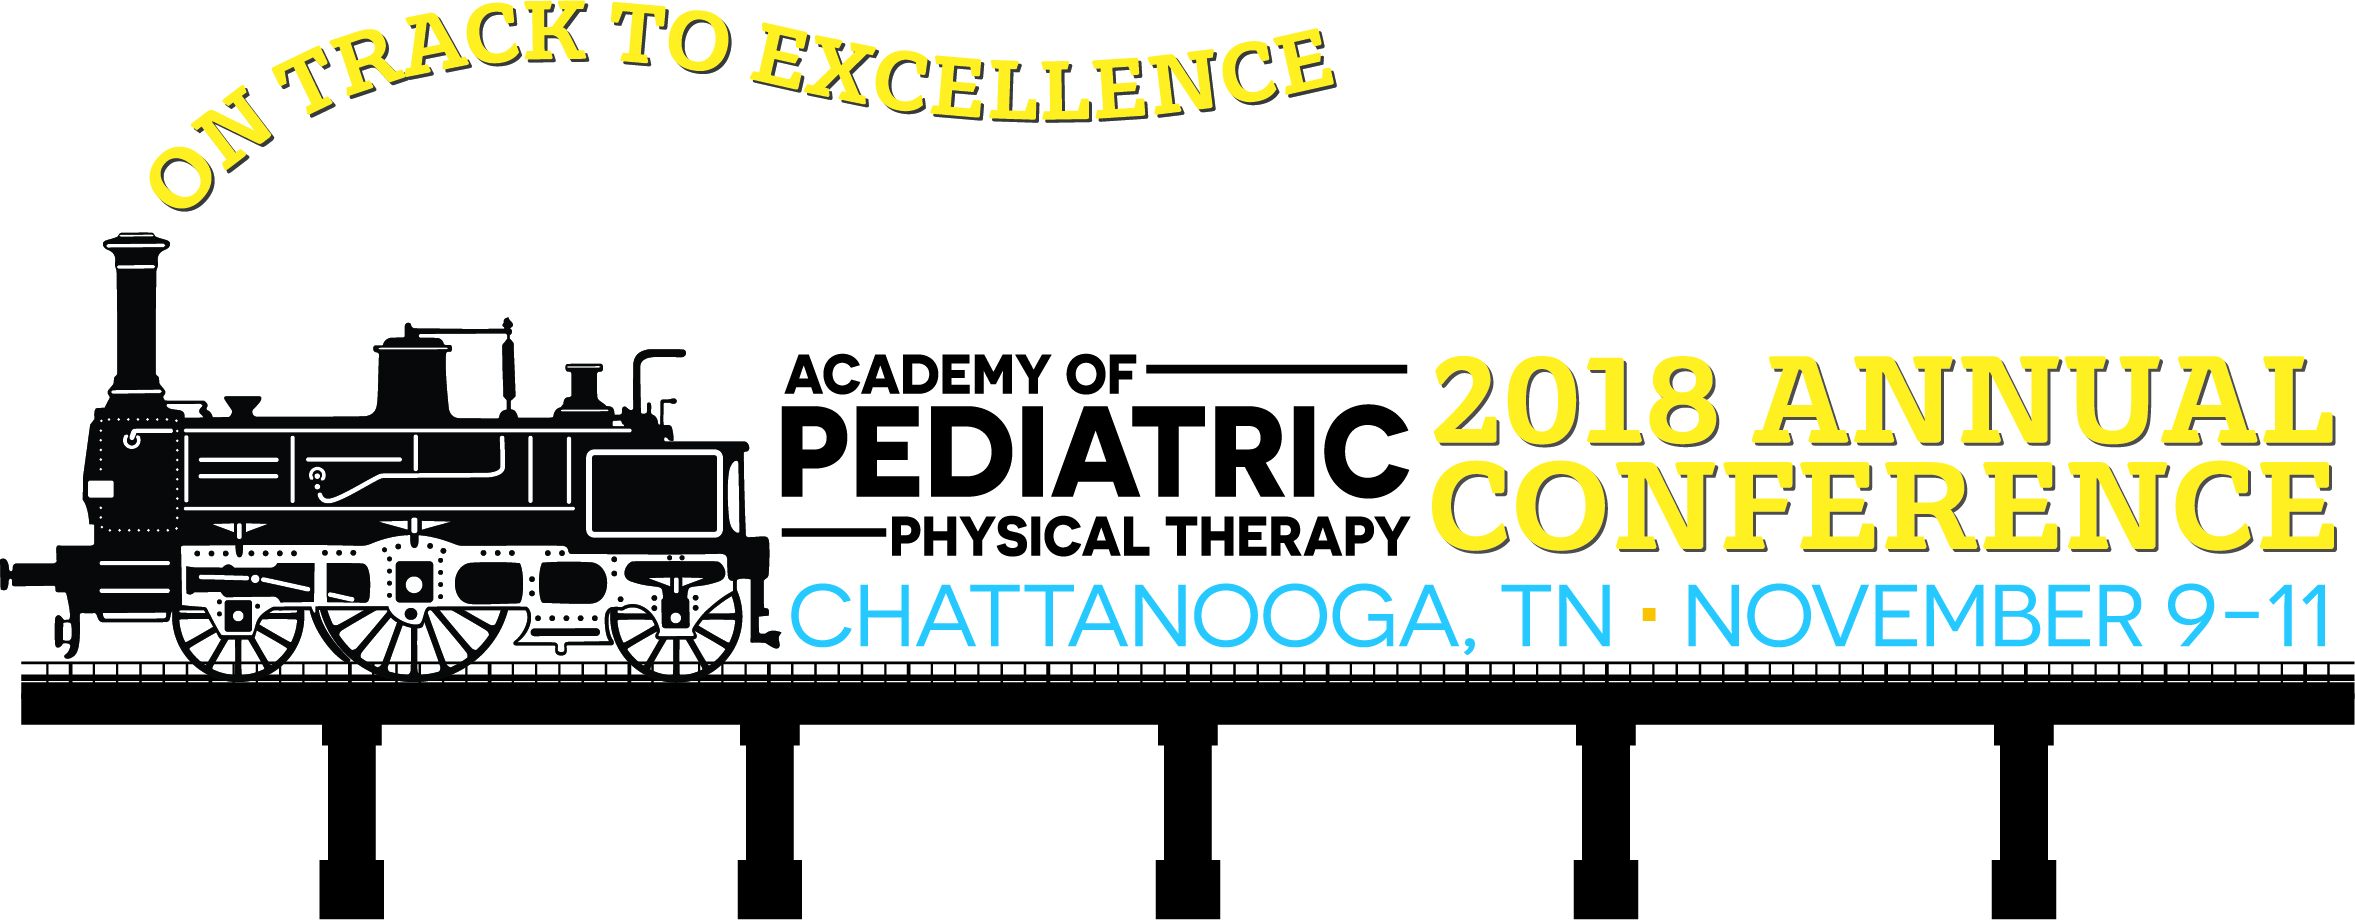 ON TRACK TO EXCELLENCE
ACADEMY OF
PEDIATRIC
PHYSICAL THERAPY
2018 ANNUAL
CONFERENCE
CHATTANOOGA, TN · NOVEMBER 9–11